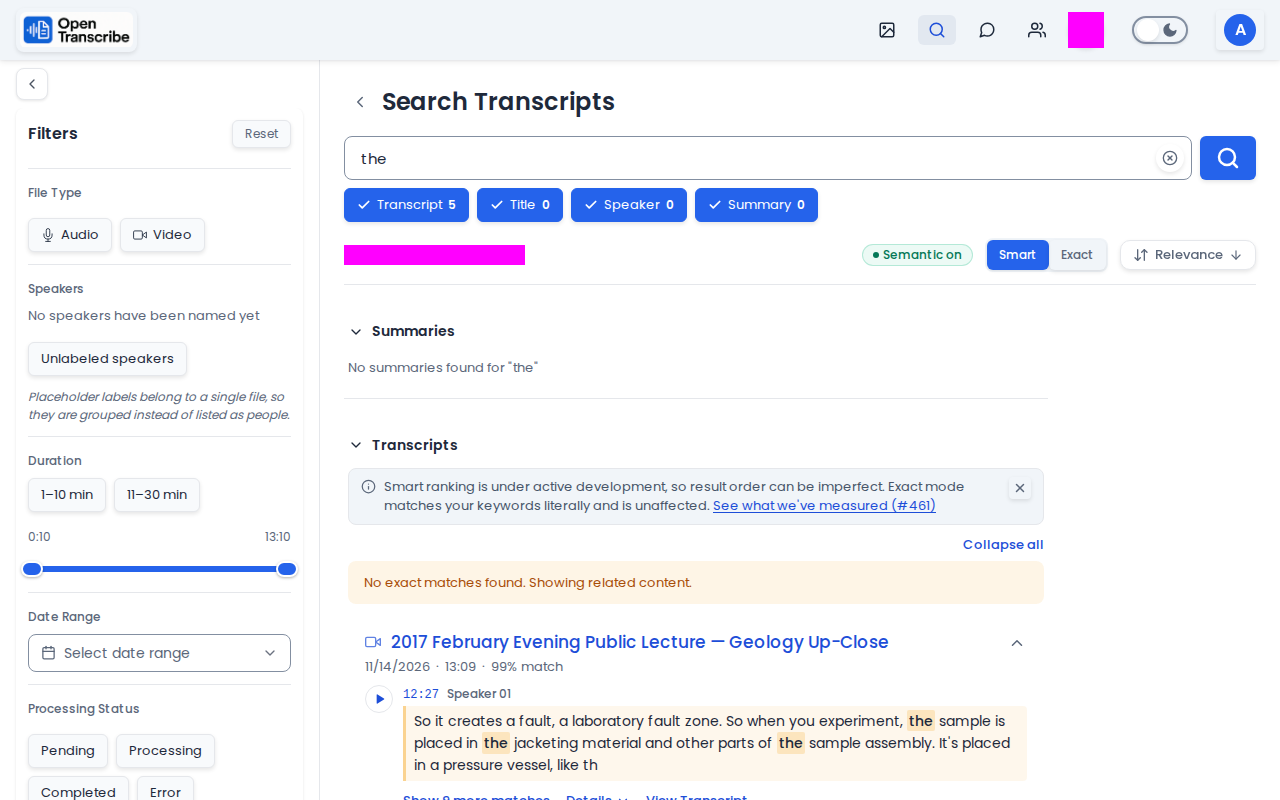 Open
Transcribe
A
Search Transcripts
Filters
Reset
the
Transcript 5
Title 0
Speaker 0
Summary 0
File Type
Audio
Video
Semantic on
Smart
Exact
Relevance
Speakers
No speakers have been named yet
Unlabeled speakers
Placeholder labels belong to a single file, so
they are grouped instead of listed as people.
Summaries
No summaries found for "the"
Duration
1–10 min
11–30 min
0:10
13:10
Transcripts
Smart ranking is under active development, so result order can be imperfect. Exact mode
matches your keywords literally and is unaffected. See what we've measured (#461)
Collapse all
No exact matches found. Showing related content.
Date Range
Select date range
2017 February Evening Public Lecture — Geology Up-Close
11/14/2026 · 13:09 · 99% match
12:27 Speaker 01
So it creates a fault, a laboratory fault zone. So when you experiment, the sample is
placed in the jacketing material and other parts of the sample assembly. It's placed
in a pressure vessel, like th
Processing Status
Pending
Processing
Completed
Error
Show 9 more matches
Details
View Transcript